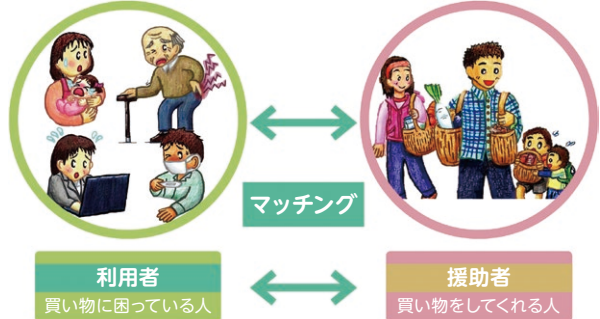 マッチング
利用者
買い物に困っている人
援助者
買い物をしてくれる人